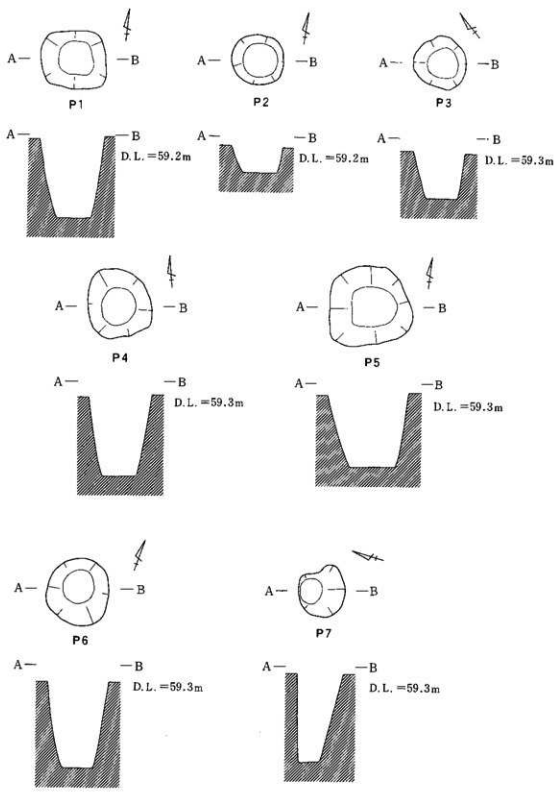 A — — B
A — — B
A — — B
P1
P2
P3
A — — B
D.L. =59.2m
A — — B
D.L. =59.2m
A — — B
D.L. =59.3m
A — — B
A — — B
P4
P5
A — — B
D.L. =59.3m
A — — B
D.L. =59.3m
A — — B
A — — B
P6
P7
A — — B
D.L. =59.3m
A — — B
D.L. =59.3m